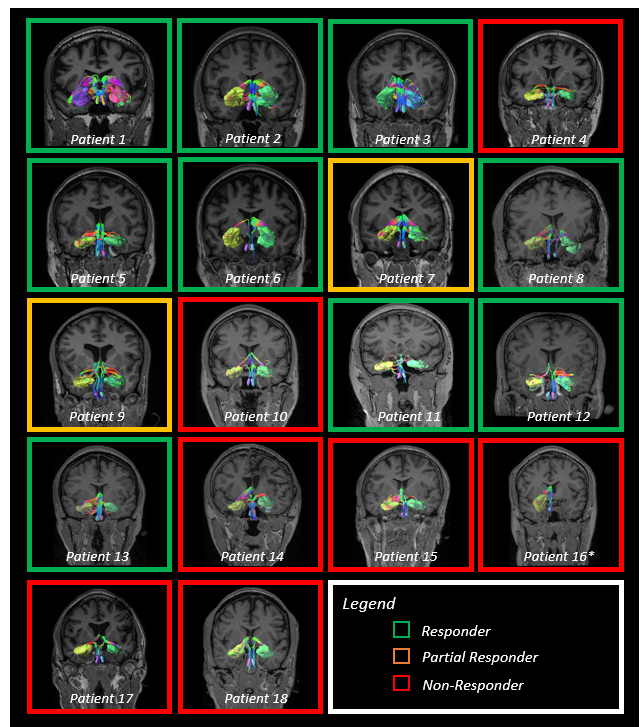 Patient 1
Patient 2
Patient 3
Patient 4
Patient 5
Patient 6
Patient 7
Patient 8
Patient 9
Patient 10
Patient 11
Patient 12
Patient 13
Patient 14
Patient 15
Patient 16*
Patient 17
Patient 18
Legend
Responder
Partial Responder
Non-Responder